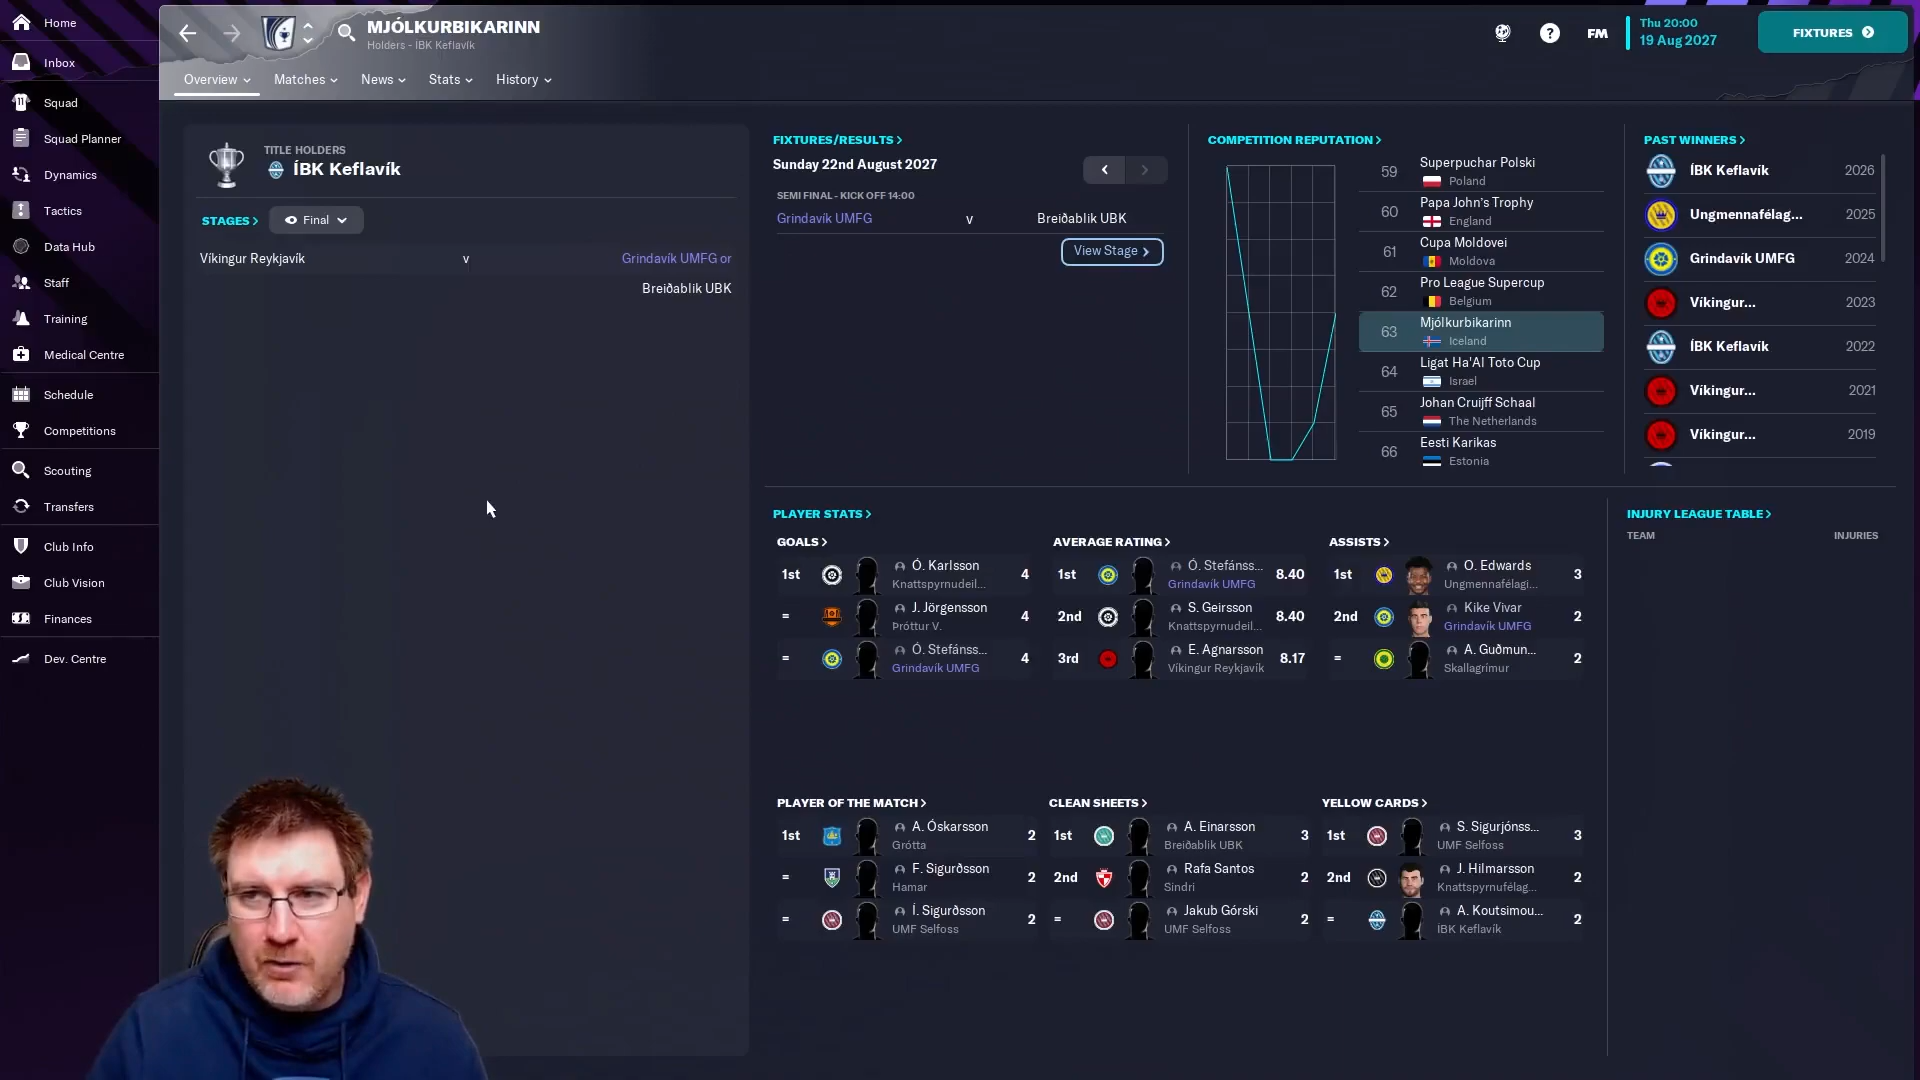 Home
Inbox
Squad
Squad Planner
Dynamics
Tactics
Data Hub
Staff
Training
Medical Centre
Schedule
Competitions
Scouting
Transfers
Club Info
Club Vision
Finances
Dev. Centre
MJÓLKURBIKARINN
Holders - ÍBK Keflavík
FM
Thu 20:00
19 Aug 2027
FIXTURES
Overview
Matches
News
Stats
History
TITLE HOLDERS
ÍBK Keflavík
STAGES
Final
Víkingur Reykjavík v Grindavík UMFG or
Breiðablik UBK
FIXTURES/RESULTS
Sunday 22nd August 2027
SEMI FINAL - KICK OFF 14:00
Grindavík UMFG v Breiðablik UBK
View Stage
COMPETITION REPUTATION
59 Superpuchar Polski
Poland
60 Papa John's Trophy
England
61 Cupa Moldovei
Moldova
62 Pro League Supercup
Belgium
63 Mjólkurbikarinn
Iceland
64 Ligat Ha'Al Toto Cup
Israel
65 Johan Cruijff Schaal
The Netherlands
66 Eesti Karikas
Estonia
PAST WINNERS
ÍBK Keflavík 2026
Ungmennafélag... 2025
Grindavík UMFG 2024
Víkingur... 2023
ÍBK Keflavík 2022
Víkingur... 2021
Víkingur... 2019
PLAYER STATS
GOALS
1st Ó. Karlsson 4
Knattspyrnudeil...
= J. Jörgensson 4
Þróttur V.
= Ó. Stefánss... 4
Grindavík UMFG
AVERAGE RATING
1st Ó. Stefánss... 8.40
Grindavík UMFG
2nd S. Geirsson 8.40
Knattspyrnudeil...
3rd E. Agnarsson 8.17
Víkingur Reykjavík
ASSISTS
1st O. Edwards 3
Ungmennafélagi...
2nd Kike Vivar 2
Grindavík UMFG
= A. Guðmun... 2
Skallagrímur
INJURY LEAGUE TABLE
TEAM INJURIES
PLAYER OF THE MATCH
1st A. Óskarsson 2
Grótta
= F. Sigurðsson 2
Hamar
= Í. Sigurðsson 2
UMF Selfoss
CLEAN SHEETS
1st A. Einarsson 3
Breiðablik UBK
2nd Rafa Santos 2
Sindri
= Jakub Górski 2
UMF Selfoss
YELLOW CARDS
1st S. Sigurjónss... 3
UMF Selfoss
2nd J. Hilmarsson 2
Knattspyrnufélag...
= A. Koutsimou... 2
ÍBK Keflavík